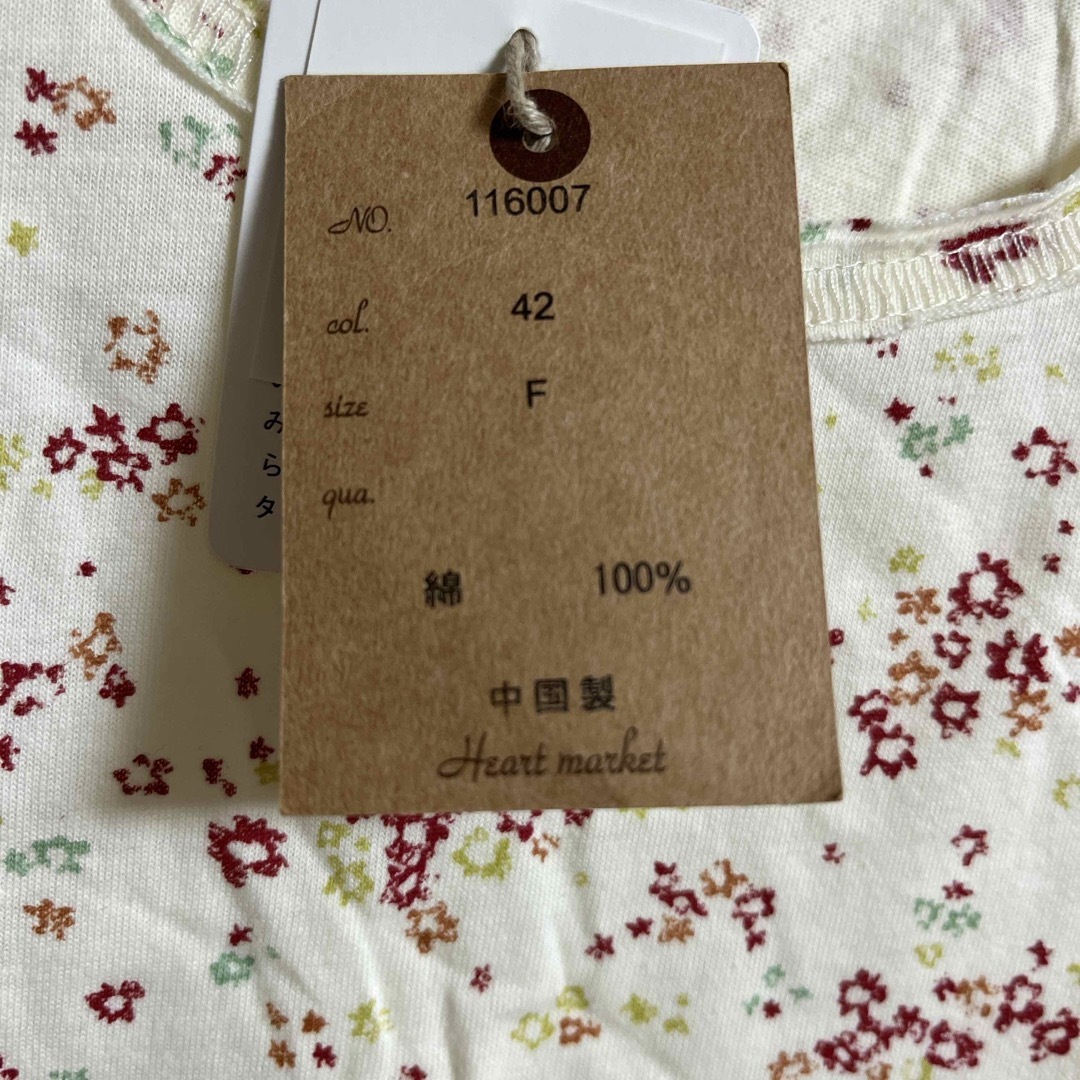 NO. 116007
col. 42
size F
qua.
綿 100%
中国製
Heart market
み
ら
タ